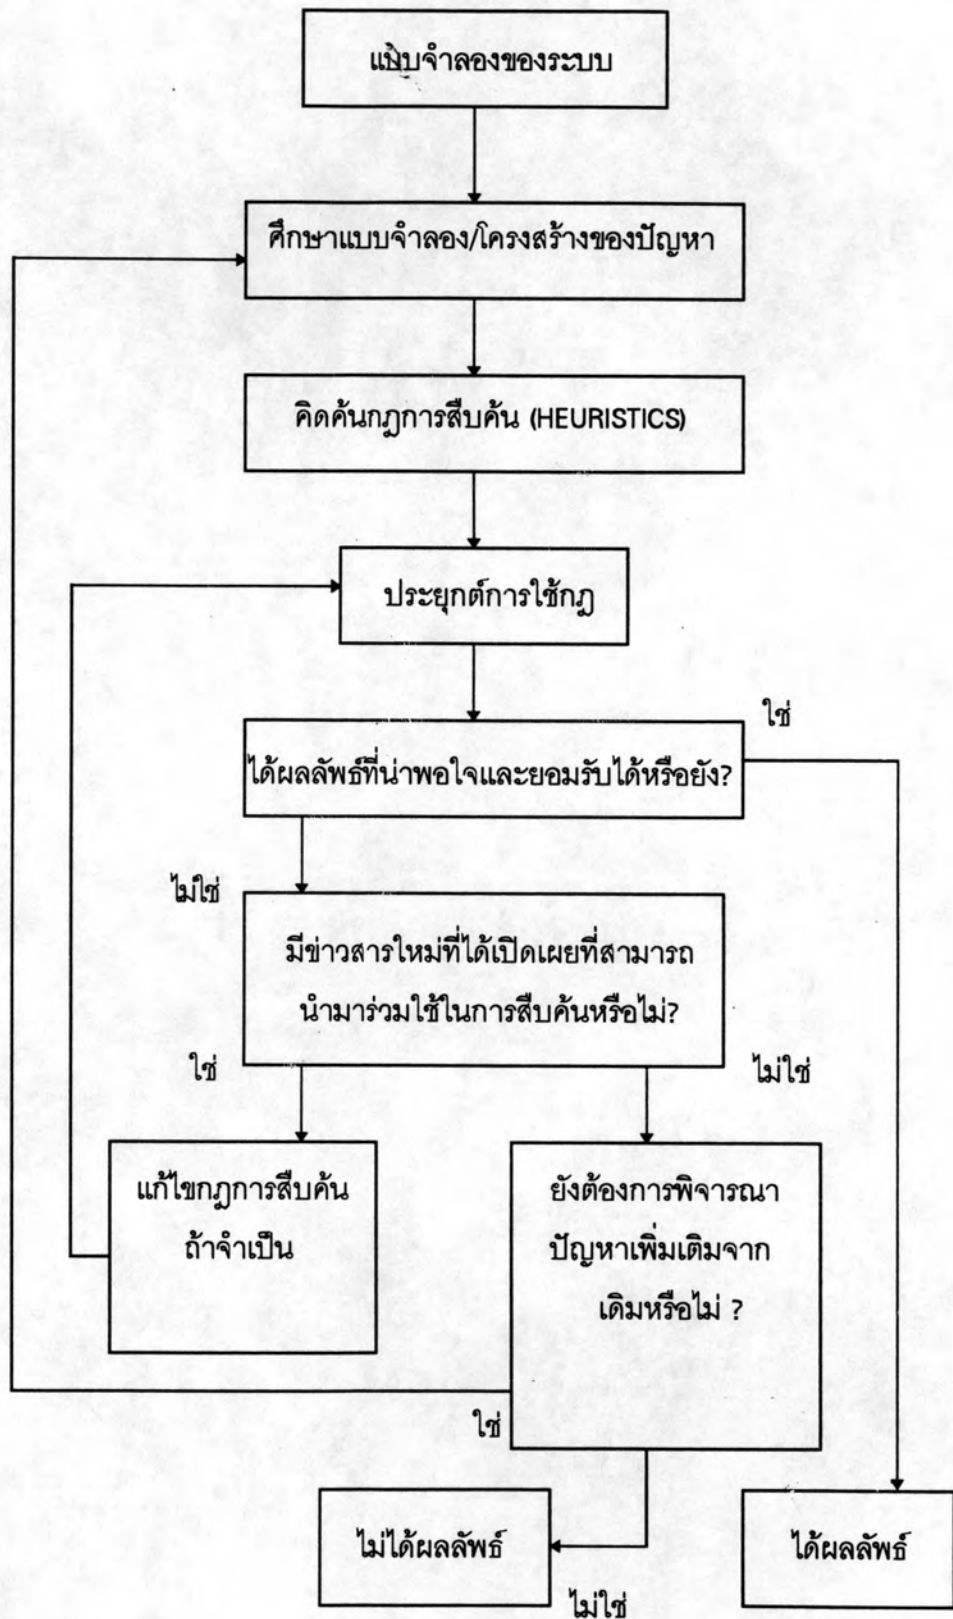 แบบจำลองของระบบ
ศึกษาแบบจำลอง/โครงสร้างของปัญหา
คิดค้นกฎการสืบค้น (HEURISTICS)
ประยุกต์การใช้กฎ
ใช่
ได้ผลลัพธ์ที่น่าพอใจและยอมรับได้หรือยัง?
ไม่ใช่
มีข่าวสารใหม่ที่ได้เปิดเผยที่สามารถ
นำมาร่วมใช้ในการสืบค้นหรือไม่?
ใช่
ไม่ใช่
แก้ไขกฎการสืบค้น
ถ้าจำเป็น
ยังต้องการพิจารณา
ปัญหาเพิ่มเติมจาก
เดิมหรือไม่ ?
ใช่
ไม่ได้ผลลัพธ์
ได้ผลลัพธ์
ไม่ใช่